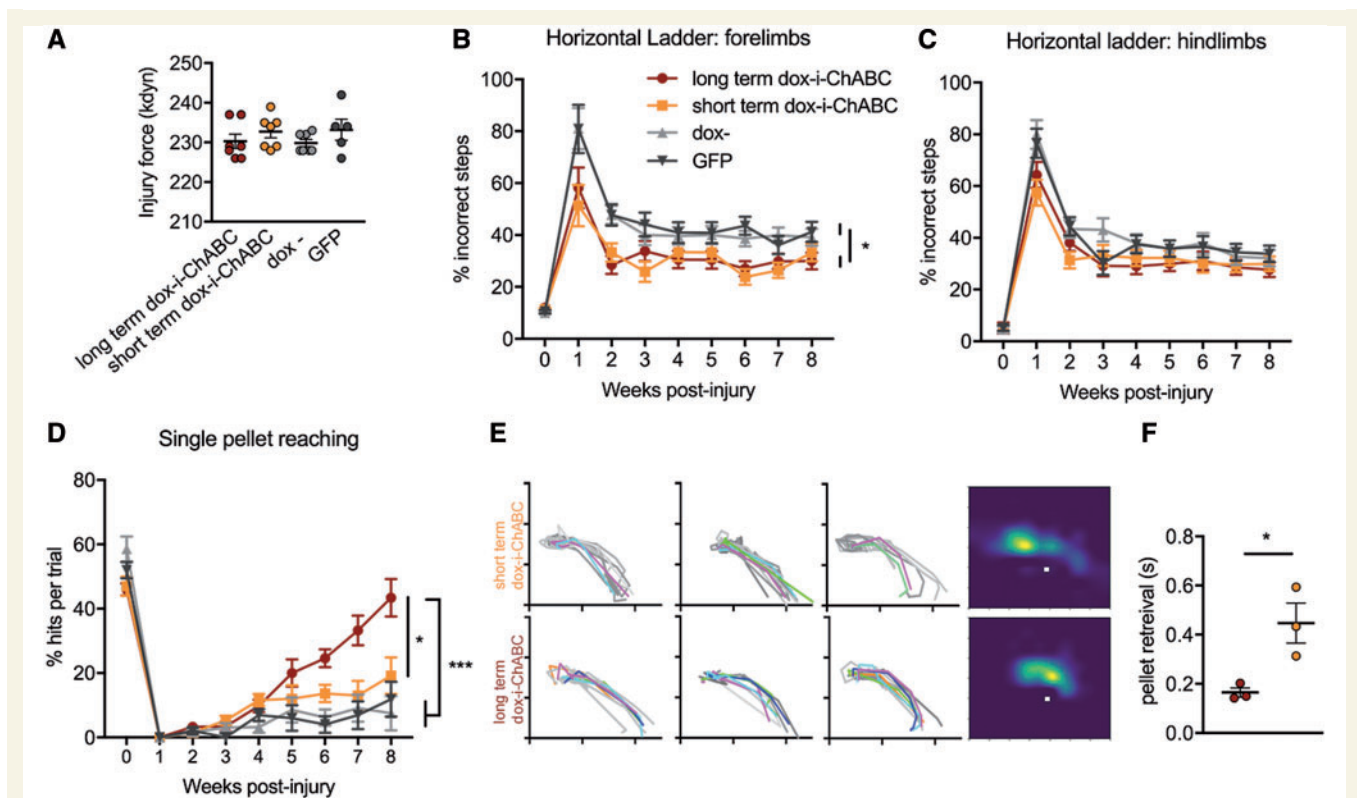 A
Injury force (kdyn)
250
240
230
220
210
long term dox-i-ChABC
short term dox-i-ChABC
dox -
GFP
B
Horizontal Ladder: forelimbs
% incorrect steps
100
80
60
40
20
0
long term dox-i-ChABC
short term dox-i-ChABC
dox-
GFP
*
0 1 2 3 4 5 6 7 8
Weeks post-injury
C
Horizontal ladder: hindlimbs
% incorrect steps
100
80
60
40
20
0
0 1 2 3 4 5 6 7 8
Weeks post-injury
D
Single pellet reaching
% hits per trial
80
60
40
20
0
*
***
0 1 2 3 4 5 6 7 8
Weeks post-injury
E
short term
dox-i-ChABC
long term
dox-i-ChABC
F
pellet retreival (s)
0.8
0.6
0.4
0.2
0.0
*